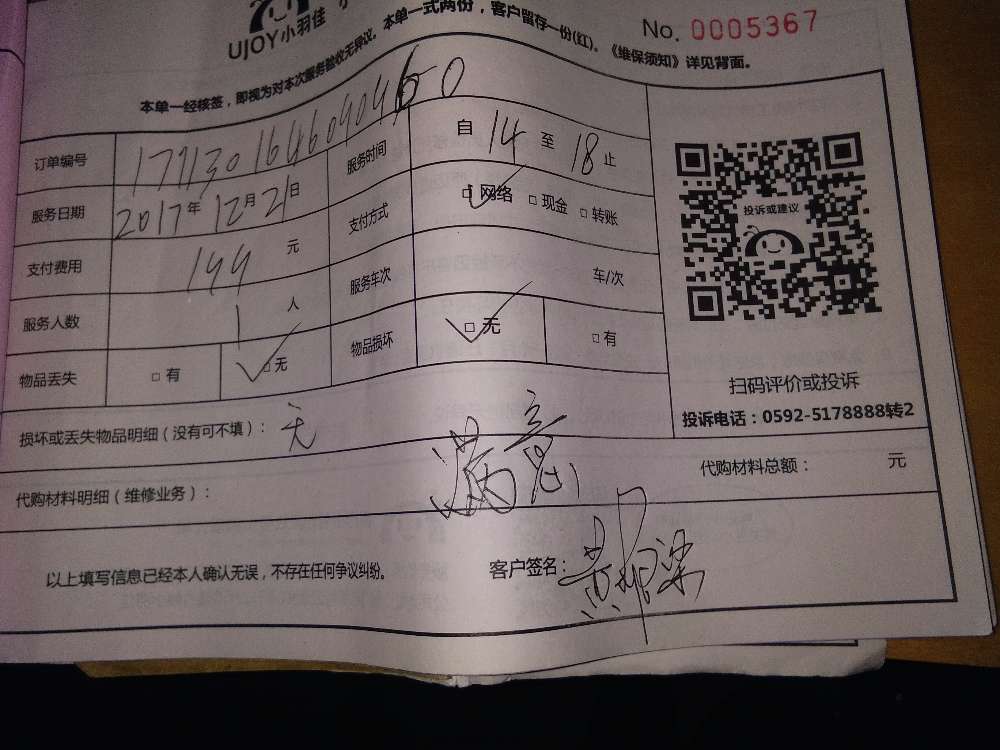 UJOY小羽佳
No. 0005367
本单一经核签，即视为对本次服务验收无异议。本单一式两份，客户留存一份(红)。《维保须知》详见背面。
订单编号 服务时间 自 14 至 18 止
服务日期 2017年 12月21日 支付方式 □网络 □现金 □转账
支付费用 199 元 服务车次 车/次
服务人数 1 人 物品损坏 □无 □有
物品丢失 □有 □无
投诉或建议
扫码评价或投诉
投诉电话：0592-5178888转2
损坏或丢失物品明细（没有可不填）：无
满意
代购材料明细（维修业务）： 代购材料总额： 元
以上填写信息已经本人确认无误，不存在任何争议纠纷。 客户签名：